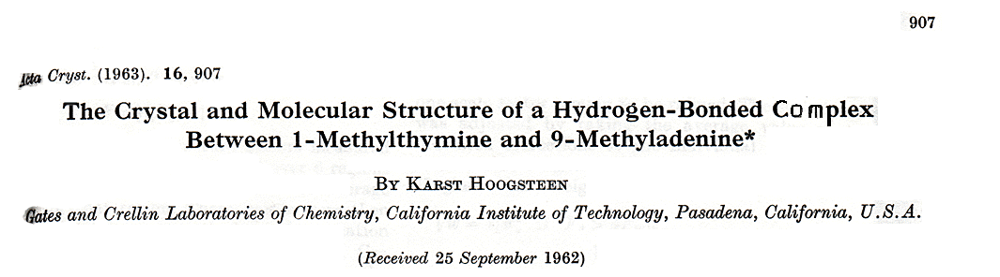 907
Acta Cryst. (1963). 16, 907
The Crystal and Molecular Structure of a Hydrogen-Bonded Complex
Between 1-Methylthymine and 9-Methyladenine*
By Karst Hoogsteen
Gates and Crellin Laboratories of Chemistry, California Institute of Technology, Pasadena, California, U.S.A.
(Received 25 September 1962)